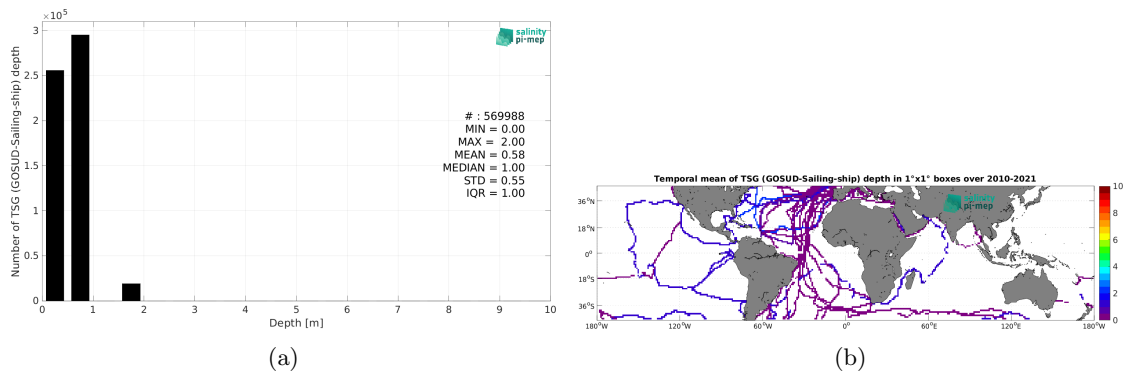 ×10⁵
3
2.5
2
1.5
1
0.5
0
Number of TSG (GOSUD-Sailing-ship) depth
salinity
pi-mep
# : 569988
MIN = 0.00
MAX = 2.00
MEAN = 0.58
MEDIAN = 1.00
STD = 0.55
IQR = 1.00
0 1 2 3 4 5 6 7 8 9 10
Depth [m]
(a)
Temporal mean of TSG (GOSUD-Sailing-ship) depth in 1°x1° boxes over 2010-2021
salinity
pi-mep
36°N
18°N
0°
18°S
36°S
180°W 120°W 60°W 0° 60°E 120°E 180°W
10
8
6
4
2
0
(b)